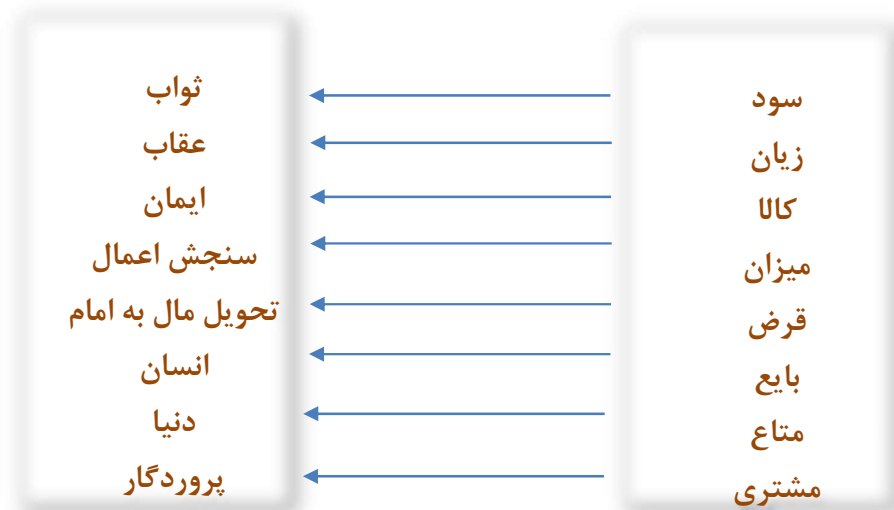 سود
زیان
کالا
میزان
قرض
بایع
متاع
مشتری
ثواب
عقاب
ایمان
سنجش اعمال
تحویل مال به امام
انسان
دنیا
پروردگار